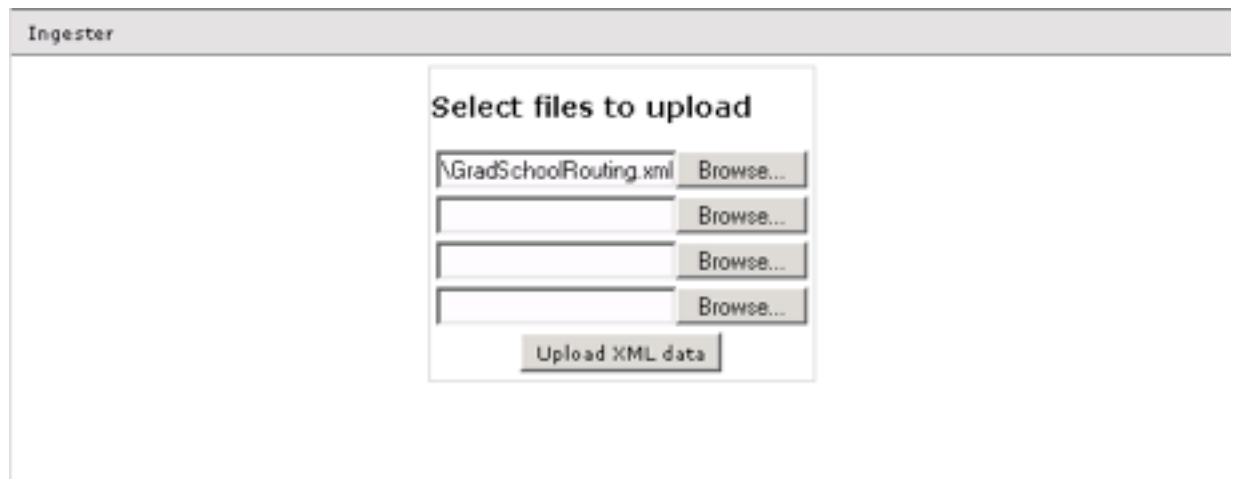 Ingester
Select files to upload
\GradSchoolRouting.xml Browse...
Browse...
Browse...
Browse...
Upload XML data